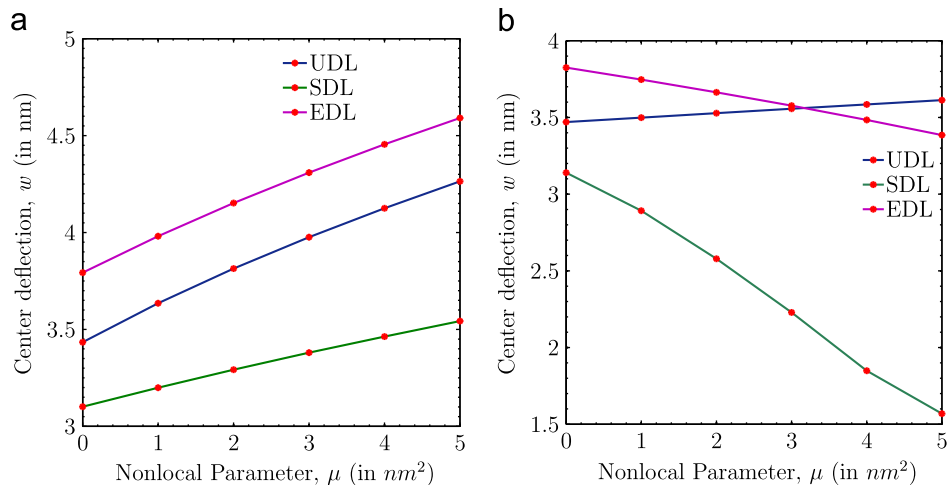 a
5
4.5
4
3.5
3
Center deflection, w (in nm)
UDL
SDL
EDL
0 1 2 3 4 5
Nonlocal Parameter, μ (in nm²)
b
4
3.5
3
2.5
2
1.5
Center deflection, w (in nm)
UDL
SDL
EDL
0 1 2 3 4 5
Nonlocal Parameter, μ (in nm²)